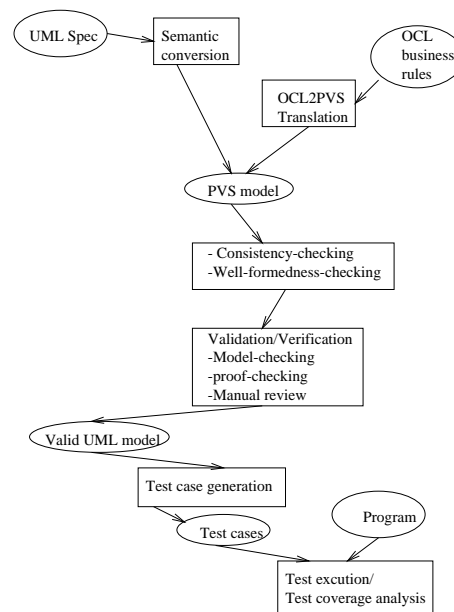 UML Spec
Semantic
conversion
OCL
business
rules
OCL2PVS
Translation
PVS model
- Consistency-checking
-Well-formedness-checking
Validation/Verification
-Model-checking
-proof-checking
-Manual review
Valid UML model
Test case generation
Test cases
Program
Test excution/
Test coverage analysis